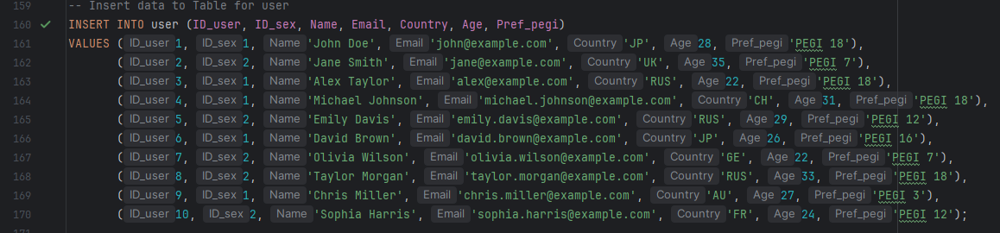 159 -- Insert data to Table for user
160 INSERT INTO user (ID_user, ID_sex, Name, Email, Country, Age, Pref_pegi)
161 VALUES (ID_user 1, ID_sex 1, Name 'John Doe', Email 'john@example.com', Country 'JP', Age 28, Pref_pegi 'PEGI 18'),
162 (ID_user 2, ID_sex 2, Name 'Jane Smith', Email 'jane@example.com', Country 'UK', Age 35, Pref_pegi 'PEGI 7'),
163 (ID_user 3, ID_sex 1, Name 'Alex Taylor', Email 'alex@example.com', Country 'RUS', Age 22, Pref_pegi 'PEGI 18'),
164 (ID_user 4, ID_sex 1, Name 'Michael Johnson', Email 'michael.johnson@example.com', Country 'CH', Age 31, Pref_pegi 'PEGI 18'),
165 (ID_user 5, ID_sex 2, Name 'Emily Davis', Email 'emily.davis@example.com', Country 'RUS', Age 29, Pref_pegi 'PEGI 12'),
166 (ID_user 6, ID_sex 1, Name 'David Brown', Email 'david.brown@example.com', Country 'JP', Age 26, Pref_pegi 'PEGI 16'),
167 (ID_user 7, ID_sex 2, Name 'Olivia Wilson', Email 'olivia.wilson@example.com', Country 'GE', Age 22, Pref_pegi 'PEGI 7'),
168 (ID_user 8, ID_sex 2, Name 'Taylor Morgan', Email 'taylor.morgan@example.com', Country 'RUS', Age 33, Pref_pegi 'PEGI 18'),
169 (ID_user 9, ID_sex 1, Name 'Chris Miller', Email 'chris.miller@example.com', Country 'AU', Age 27, Pref_pegi 'PEGI 3'),
170 (ID_user 10, ID_sex 2, Name 'Sophia Harris', Email 'sophia.harris@example.com', Country 'FR', Age 24, Pref_pegi 'PEGI 12');